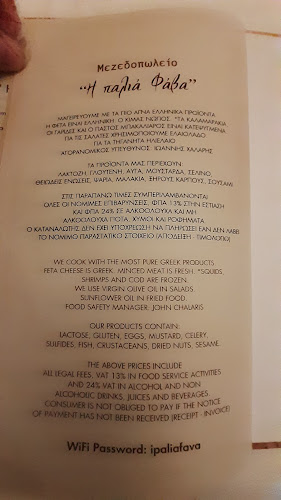 Μεζεδοπωλείο
"Η παλιά Φάβα"
ΜΑΓΕΙΡΕΥΟΥΜΕ ΜΕ ΤΑ ΠΙΟ ΑΓΝΑ ΕΛΛΗΝΙΚΑ ΠΡΟΪΟΝΤΑ
Η ΦΕΤΑ ΕΙΝΑΙ ΕΛΛΗΝΙΚΗ. Ο ΚΙΜΑΣ ΝΩΠΟΣ. *ΤΑ ΚΑΛΑΜΑΡΑΚΙΑ,
ΟΙ ΓΑΡΙΔΕΣ ΚΑΙ Ο ΠΑΣΤΟΣ ΜΠΑΚΑΛΙΑΡΟΣ ΕΙΝΑΙ ΚΑΤΕΨΥΓΜΕΝΑ
ΓΙΑ ΤΙΣ ΣΑΛΑΤΕΣ ΧΡΗΣΙΜΟΠΟΙΟΥΜΕ ΕΛΑΙΟΛΑΔΟ
ΓΙΑ ΤΑ ΤΗΓΑΝΗΤΑ ΗΛΙΕΛΑΙΟ
ΑΓΟΡΑΝΟΜΙΚΟΣ ΥΠΕΥΘΥΝΟΣ: ΙΩΑΝΝΗΣ ΧΑΛΑΡΗΣ
ΤΑ ΠΡΟΪΟΝΤΑ ΜΑΣ ΠΕΡΙΕΧΟΥΝ:
ΛΑΚΤΟΖΗ, ΓΛΟΥΤΕΝΗ, ΑΥΓΑ, ΜΟΥΣΤΑΡΔΑ, ΣΕΛΙΝΟ,
ΘΕΙΩΔΕΙΣ ΕΝΩΣΕΙΣ, ΨΑΡΙΑ, ΜΑΛΑΚΙΑ, ΞΗΡΟΥΣ ΚΑΡΠΟΥΣ, ΣΟΥΣΑΜΙ
ΣΤΙΣ ΠΑΡΑΠΑΝΩ ΤΙΜΕΣ ΣΥΜΠΕΡΙΛΑΜΒΑΝΟΝΤΑΙ
ΟΛΕΣ ΟΙ ΝΟΜΙΜΕΣ ΕΠΙΒΑΡΥΝΣΕΙΣ, ΦΠΑ 13% ΣΤΗΝ ΕΣΤΙΑΣΗ
ΚΑΙ ΦΠΑ 24% ΣΕ ΑΛΚΟΟΛΟΥΧΑ ΚΑΙ ΜΗ
ΑΛΚΟΟΛΟΥΧΑ ΠΟΤΑ, ΧΥΜΟΙ ΚΑΙ ΡΟΦΗΜΑΤΑ
Ο ΚΑΤΑΝΑΛΩΤΗΣ ΔΕΝ ΕΧΕΙ ΥΠΟΧΡΕΩΣΗ ΝΑ ΠΛΗΡΩΣΕΙ ΕΑΝ ΔΕΝ ΛΑΒΕΙ
ΤΟ ΝΟΜΙΜΟ ΠΑΡΑΣΤΑΤΙΚΟ ΣΤΟΙΧΕΙΟ (ΑΠΟΔΕΙΞΗ - ΤΙΜΟΛΟΓΙΟ)
WE COOK WITH THE MOST PURE GREEK PRODUCTS
FETA CHEESE IS GREEK. MINCED MEAT IS FRESH. *SQUIDS,
SHRIMPS AND COD ARE FROZEN.
WE USE VIRGIN OLIVE OIL IN SALADS
SUNFLOWER OIL IN FRIED FOOD.
FOOD SAFETY MANAGER: JOHN CHALARIS
OUR PRODUCTS CONTAIN:
LACTOSE, GLUTEN, EGGS, MUSTARD, CELERY,
SULFIDES, FISH, CRUSTACEANS, DRIED NUTS, SESAME.
THE ABOVE PRICES INCLUDE
ALL LEGAL FEES, VAT 13% IN FOOD SERVICE ACTIVITIES
AND 24% VAT IN ALCOHOL AND NON
ALCOHOLIC DRINKS, JUICES AND BEVERAGES
CONSUMER IS NOT OBLIGED TO PAY IF THE NOTICE
OF PAYMENT HAS NOT BEEN RECEIVED (RECEIPT - INVOICE)
WiFi Password: ipaliafava